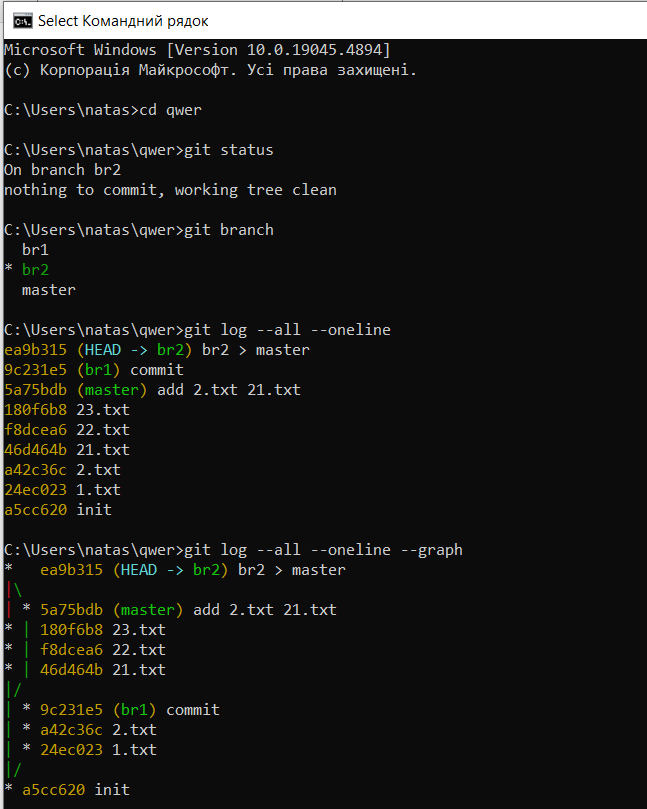 Select Командний рядок
Microsoft Windows [Version 10.0.19045.4894]
(c) Корпорація Майкрософт. Усі права захищені.
C:\Users\natas>cd qwer
C:\Users\natas\qwer>git status
On branch br2
nothing to commit, working tree clean
C:\Users\natas\qwer>git branch
  br1
* br2
  master
C:\Users\natas\qwer>git log --all --oneline
ea9b315 (HEAD -> br2) br2 > master
9c231e5 (br1) commit
5a75bdb (master) add 2.txt 21.txt
180f6b8 23.txt
f8dcea6 22.txt
46d464b 21.txt
a42c36c 2.txt
24ec023 1.txt
a5cc620 init
C:\Users\natas\qwer>git log --all --oneline --graph
*   ea9b315 (HEAD -> br2) br2 > master
|\
| * 5a75bdb (master) add 2.txt 21.txt
* | 180f6b8 23.txt
* | f8dcea6 22.txt
* | 46d464b 21.txt
|/
| * 9c231e5 (br1) commit
| * a42c36c 2.txt
| * 24ec023 1.txt
|/
* a5cc620 init